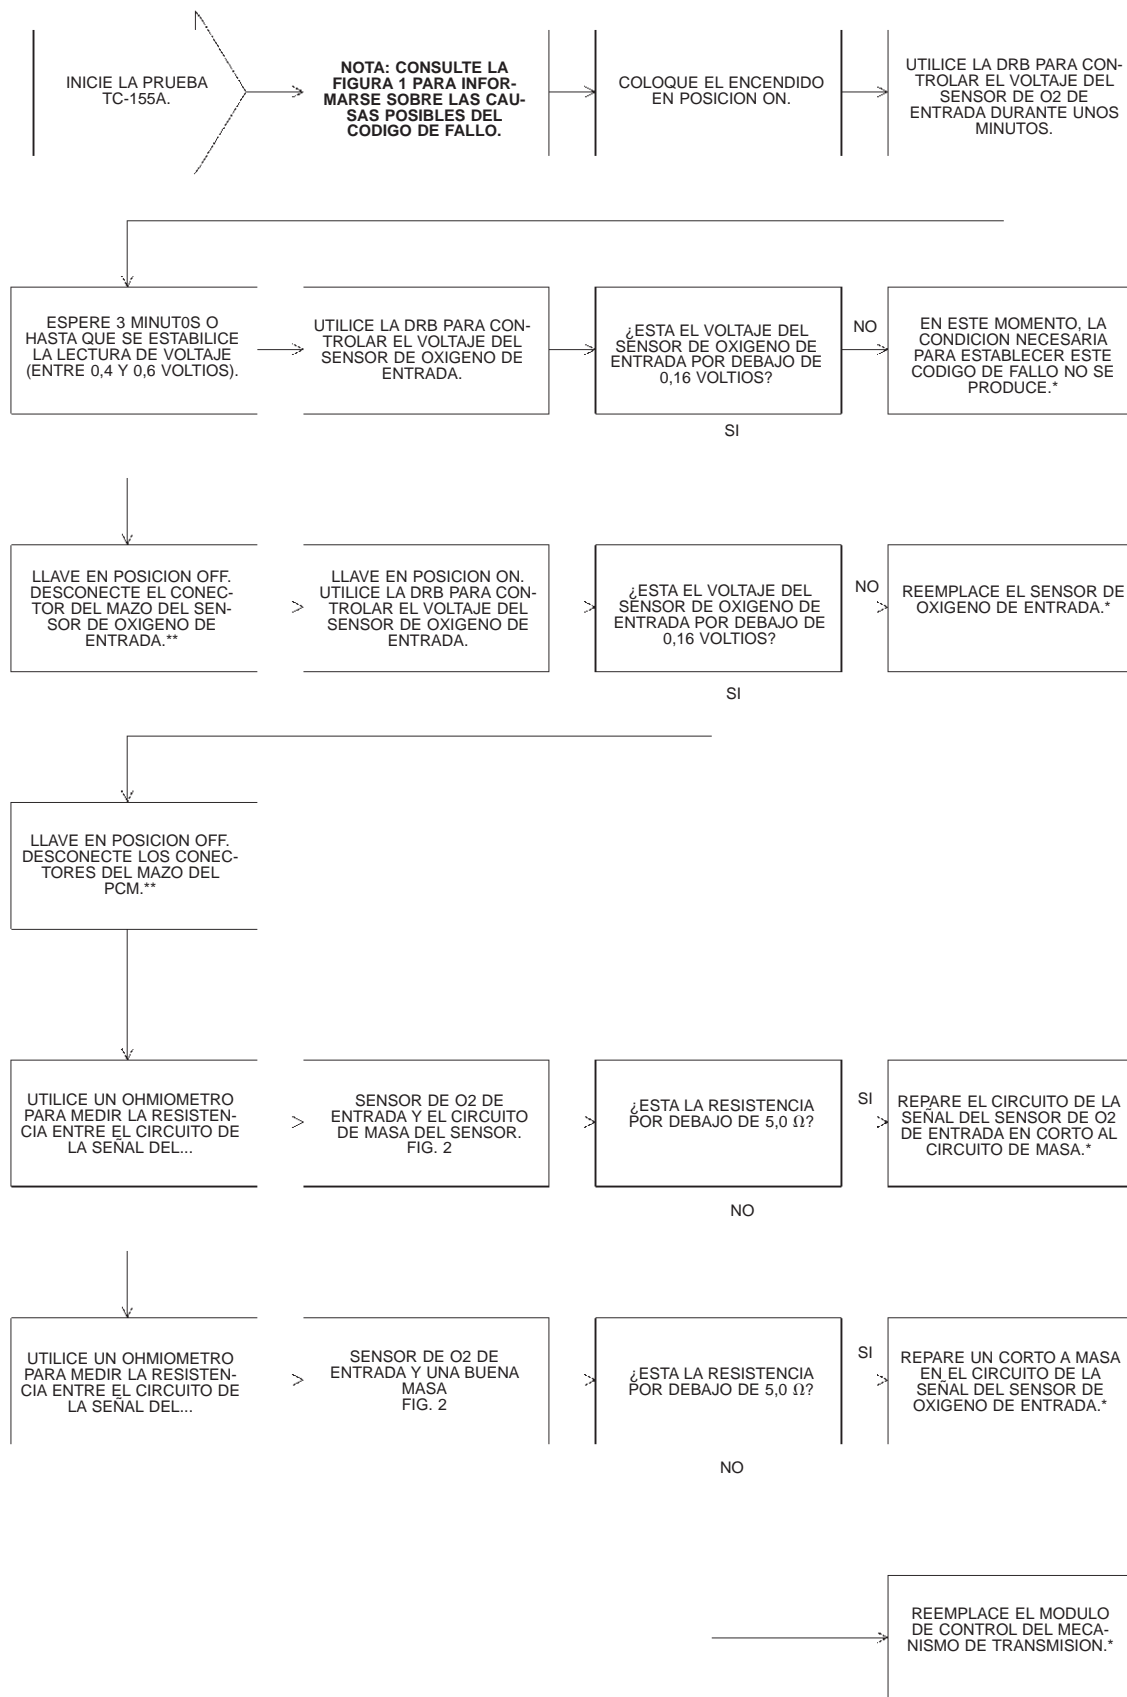 INICIE LA PRUEBA
TC-155A.
NOTA: CONSULTE LA
FIGURA 1 PARA INFOR-
MARSE SOBRE LAS CAU-
SAS POSIBLES DEL
CODIGO DE FALLO.
COLOQUE EL ENCENDIDO
EN POSICION ON.
UTILICE LA DRB PARA CON-
TROLAR EL VOLTAJE DEL
SENSOR DE O2 DE
ENTRADA DURANTE UNOS
MINUTOS.
ESPERE 3 MINUT0S O
HASTA QUE SE ESTABILICE
LA LECTURA DE VOLTAJE
(ENTRE 0,4 Y 0,6 VOLTIOS).
UTILICE LA DRB PARA CON-
TROLAR EL VOLTAJE DEL
SENSOR DE OXIGENO DE
ENTRADA.
¿ESTA EL VOLTAJE DEL
SENSOR DE OXIGENO DE
ENTRADA POR DEBAJO DE
0,16 VOLTIOS?
NO
EN ESTE MOMENTO, LA
CONDICION NECESARIA
PARA ESTABLECER ESTE
CODIGO DE FALLO NO SE
PRODUCE.*
SI
LLAVE EN POSICION OFF.
DESCONECTE EL CONEC-
TOR DEL MAZO DEL SEN-
SOR DE OXIGENO DE
ENTRADA.**
LLAVE EN POSICION ON.
UTILICE LA DRB PARA CON-
TROLAR EL VOLTAJE DEL
SENSOR DE OXIGENO DE
ENTRADA.
¿ESTA EL VOLTAJE DEL
SENSOR DE OXIGENO DE
ENTRADA POR DEBAJO DE
0,16 VOLTIOS?
NO
REEMPLACE EL SENSOR DE
OXIGENO DE ENTRADA.*
SI
LLAVE EN POSICION OFF.
DESCONECTE LOS CONEC-
TORES DEL MAZO DEL
PCM.**
UTILICE UN OHMIOMETRO
PARA MEDIR LA RESISTEN-
CIA ENTRE EL CIRCUITO DE
LA SEÑAL DEL...
SENSOR DE O2 DE
ENTRADA Y EL CIRCUITO
DE MASA DEL SENSOR.
FIG. 2
¿ESTA LA RESISTENCIA
POR DEBAJO DE 5,0 Ω?
SI
REPARE EL CIRCUITO DE LA
SEÑAL DEL SENSOR DE O2
DE ENTRADA EN CORTO AL
CIRCUITO DE MASA.*
NO
UTILICE UN OHMIOMETRO
PARA MEDIR LA RESISTEN-
CIA ENTRE EL CIRCUITO DE
LA SEÑAL DEL...
SENSOR DE O2 DE
ENTRADA Y UNA BUENA
MASA
FIG. 2
¿ESTA LA RESISTENCIA
POR DEBAJO DE 5,0 Ω?
SI
REPARE UN CORTO A MASA
EN EL CIRCUITO DE LA
SEÑAL DEL SENSOR DE
OXIGENO DE ENTRADA.*
NO
REEMPLACE EL MODULO
DE CONTROL DEL MECA-
NISMO DE TRANSMISION.*